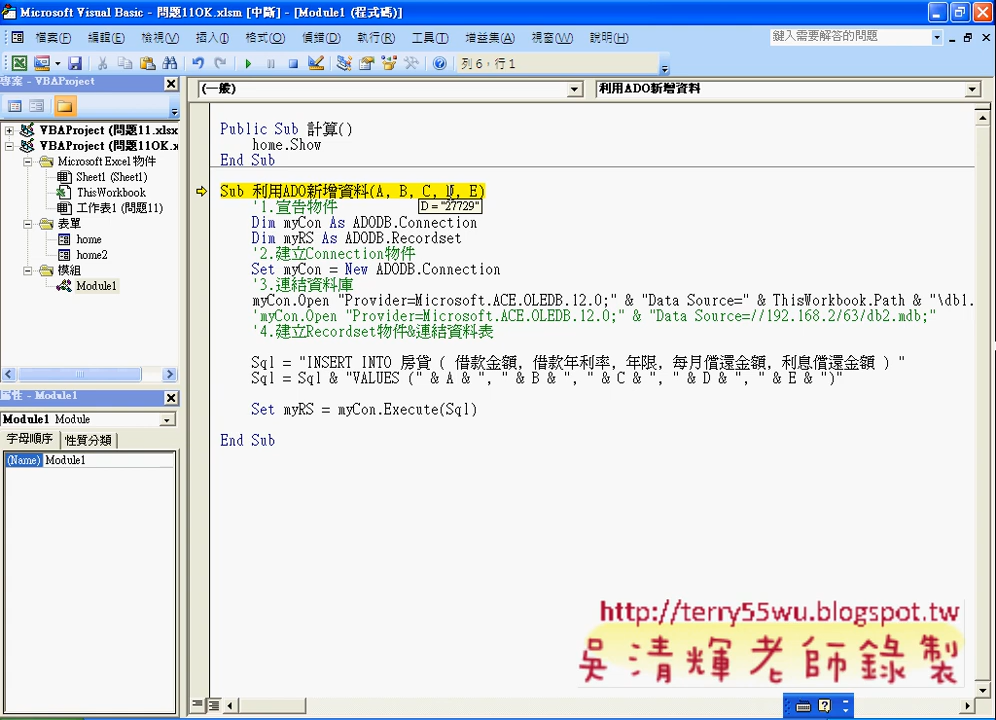 Microsoft Visual Basic - 問題11OK.xlsm [中斷] - [Module1 (程式碼)]
檔案(F) 編輯(E) 檢視(V) 插入(I) 格式(O) 偵錯(D) 執行(R) 工具(T) 增益集(A) 視窗(W) 說明(H)
鍵入需要解答的問題
列 6，行 1
專案 - VBAProject
(一般)
利用ADO新增資料
VBAProject (問題11.xlsx
VBAProject (問題11OK.x
Microsoft Excel 物件
Sheet1 (Sheet1)
ThisWorkbook
工作表1 (問題11)
表單
home
home2
模組
Module1
屬性 - Module1
Module1 Module
字母順序 性質分類
(Name) Module1
Public Sub 計算()
home.Show
End Sub
Sub 利用ADO新增資料(A, B, C, D, E)
'1.宣告物件
D = "27729"
Dim myCon As ADODB.Connection
Dim myRS As ADODB.Recordset
'2.建立Connection物件
Set myCon = New ADODB.Connection
'3.連結資料庫
myCon.Open "Provider=Microsoft.ACE.OLEDB.12.0;" & "Data Source=" & ThisWorkbook.Path & "\db1.
'myCon.Open "Provider=Microsoft.ACE.OLEDB.12.0;" & "Data Source=//192.168.2/63/db2.mdb;"
'4.建立Recordset物件&連結資料表
Sql = "INSERT INTO 房貸 ( 借款金額, 借款年利率, 年限, 每月償還金額, 利息償還金額 ) "
Sql = Sql & "VALUES (" & A & ", " & B & ", " & C & ", " & D & ", " & E & ")"
Set myRS = myCon.Execute(Sql)
End Sub
http://terry55wu.blogspot.tw
吳清輝老師錄製